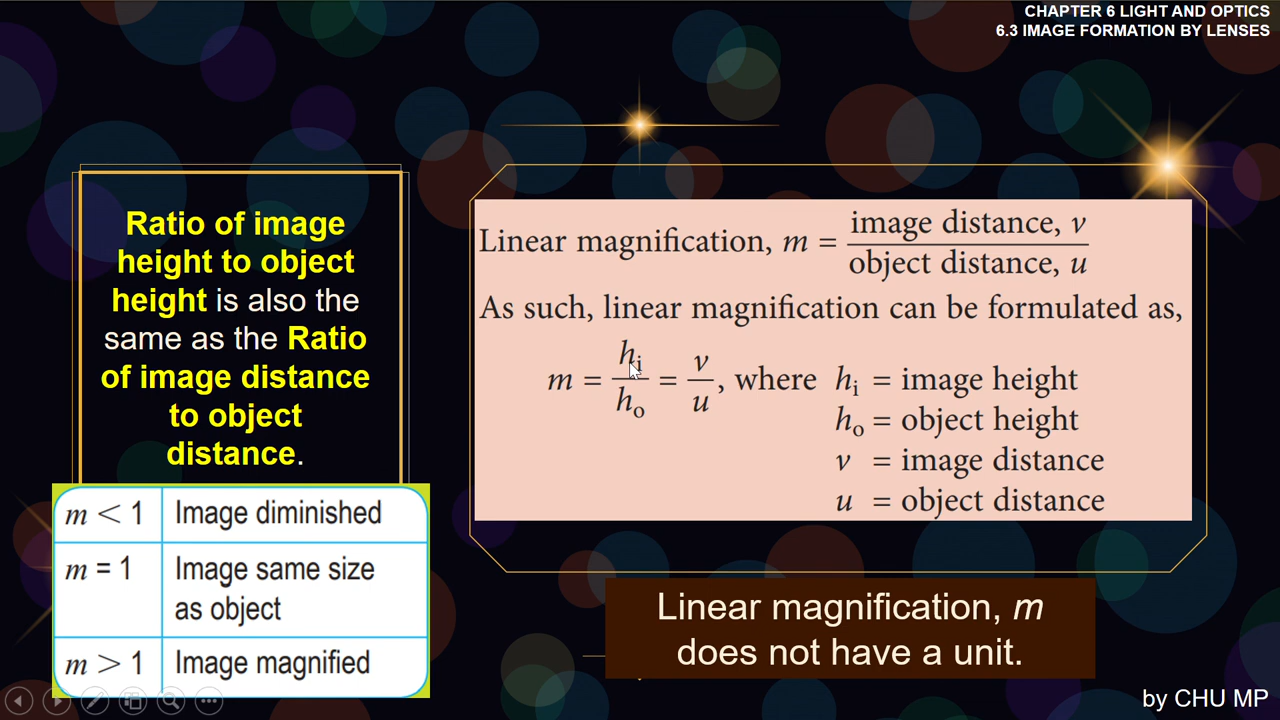 CHAPTER 6 LIGHT AND OPTICS
6.3 IMAGE FORMATION BY LENSES
Ratio of image
height to object
height is also the
same as the Ratio
of image distance
to object
distance.
m < 1 Image diminished
m = 1 Image same size
as object
m > 1 Image magnified
Linear magnification, m = image distance, v / object distance, u
As such, linear magnification can be formulated as,
m = hᵢ/hₒ = v/u, where hᵢ = image height
hₒ = object height
v = image distance
u = object distance
Linear magnification, m
does not have a unit.
by CHU MP